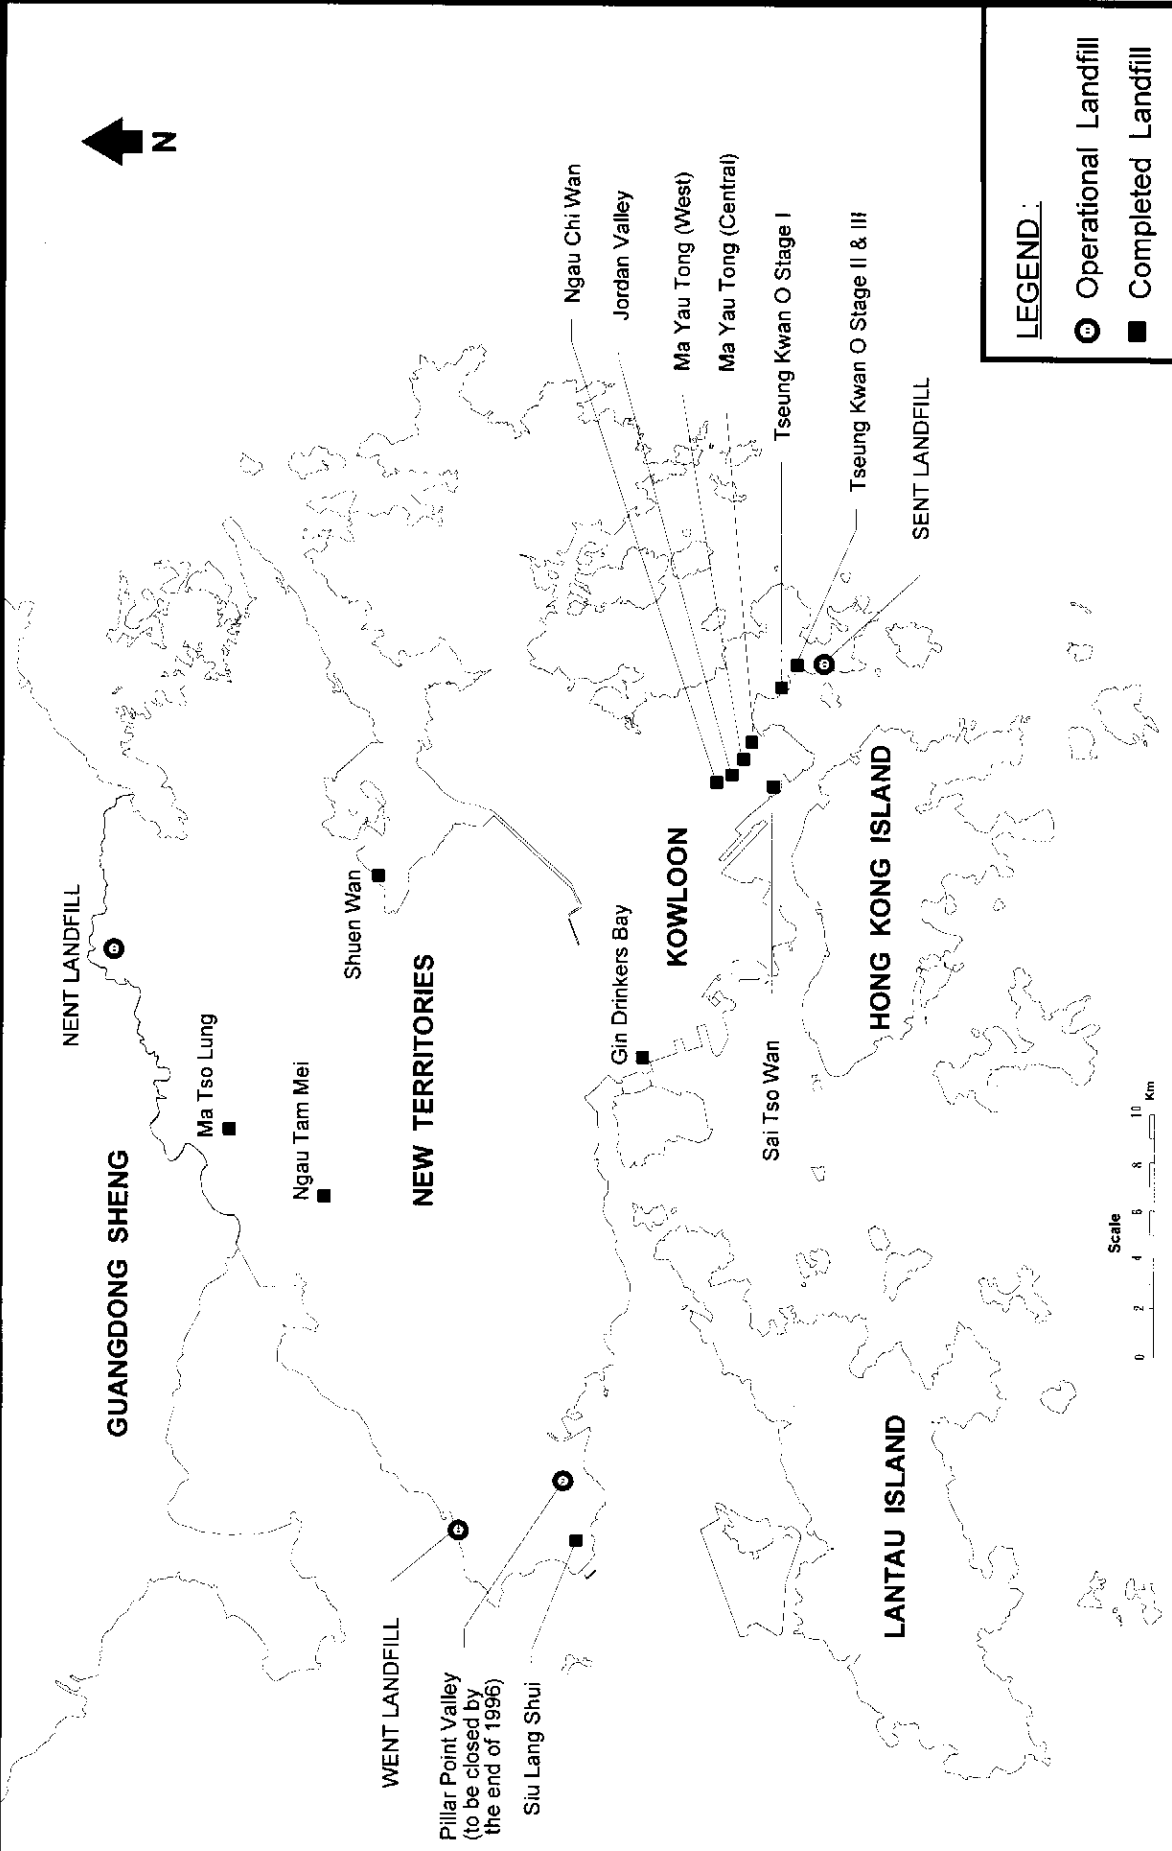 N
GUANGDONG SHENG
NENT LANDFILL
Ma Tso Lung
Ngau Tam Mei
Shuen Wan
NEW TERRITORIES
WENT LANDFILL
Pillar Point Valley
(to be closed by
the end of 1996)
Siu Lang Shui
Gin Drinkers Bay
KOWLOON
Sai Tso Wan
HONG KONG ISLAND
LANTAU ISLAND
Ngau Chi Wan
Jordan Valley
Ma Yau Tong (West)
Ma Yau Tong (Central)
Tseung Kwan O Stage I
Tseung Kwan O Stage II & III
SENT LANDFILL
Scale
0 2 4 6 8 10 Km
LEGEND :
Operational Landfill
Completed Landfill